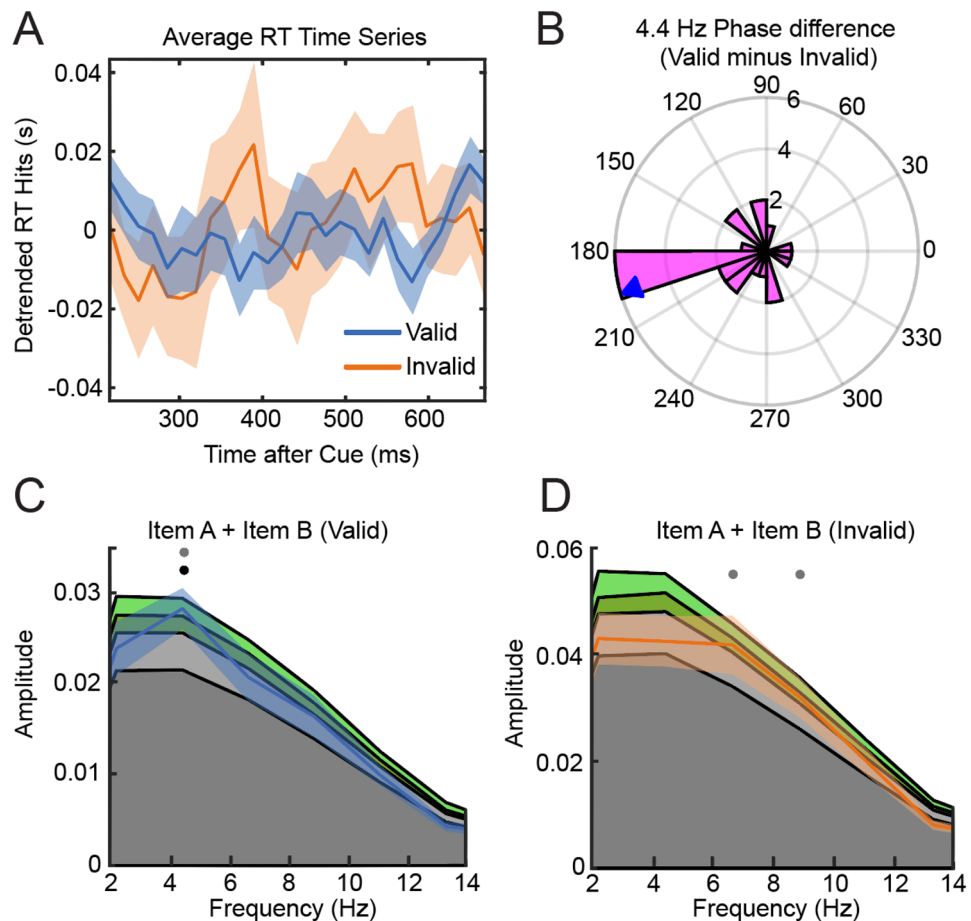 A
Average RT Time Series
Detrended RT Hits (s)
0.04
0.02
0
-0.02
-0.04
Valid
Invalid
300
400
500
600
Time after Cue (ms)
B
4.4 Hz Phase difference
(Valid minus Invalid)
90
6
120
60
4
150
30
2
180
0
210
330
240
300
270
C
Item A + Item B (Valid)
Amplitude
0.03
0.02
0.01
0
2
4
6
8
10
12
14
Frequency (Hz)
D
Item A + Item B (Invalid)
Amplitude
0.06
0.04
0.02
0
2
4
6
8
10
12
14
Frequency (Hz)